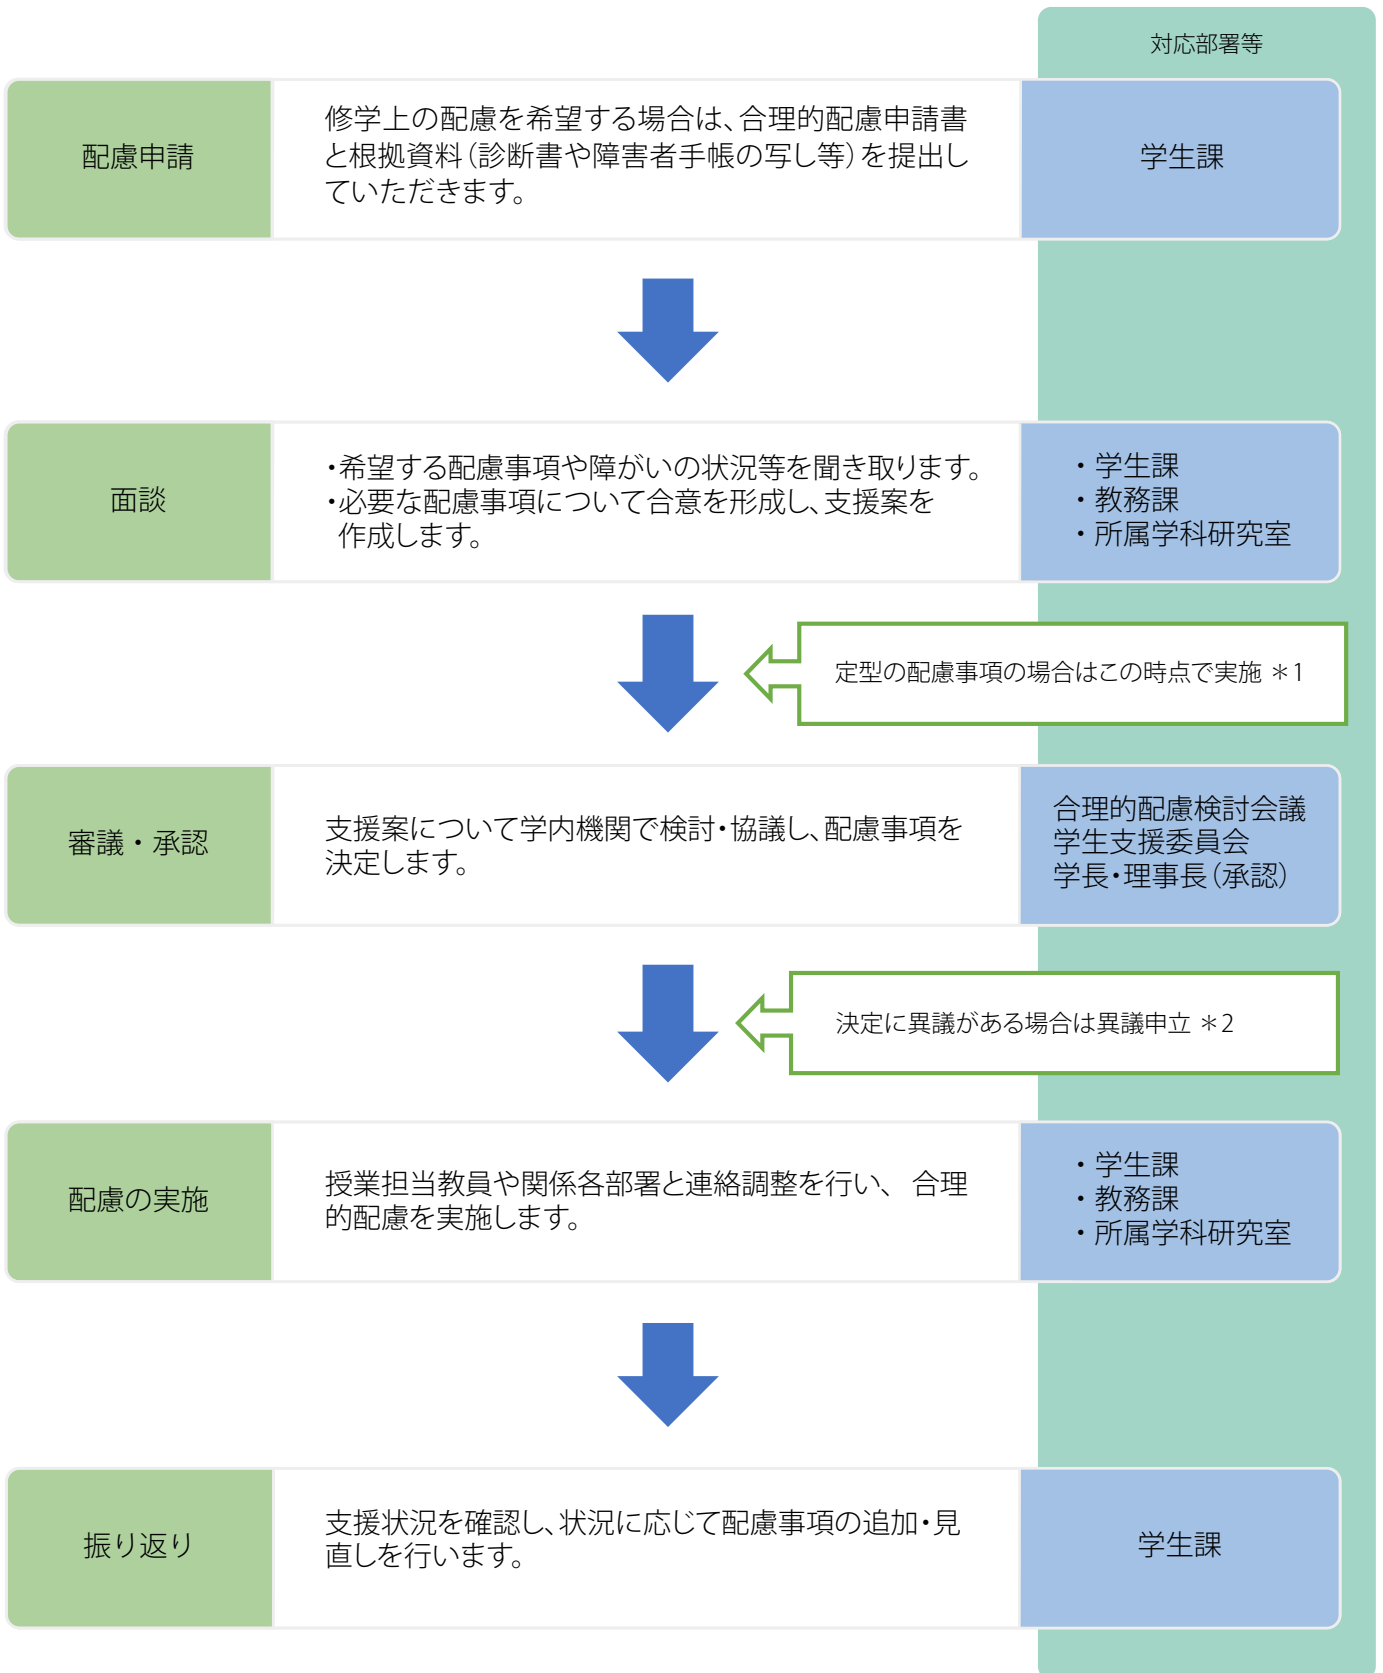 対応部署等
配慮申請
修学上の配慮を希望する場合は、合理的配慮申請書
と根拠資料（診断書や障害者手帳の写し等）を提出し
ていただきます。
学生課
面談
・希望する配慮事項や障がいの状況等を聞き取ります。
・必要な配慮事項について合意を形成し、支援案を
作成します。
・学生課
・教務課
・所属学科研究室
定型の配慮事項の場合はこの時点で実施 ＊1
審議・承認
支援案について学内機関で検討・協議し、配慮事項を
決定します。
合理的配慮検討会議
学生支援委員会
学長・理事長（承認）
決定に異議がある場合は異議申立 ＊2
配慮の実施
授業担当教員や関係各部署と連絡調整を行い、 合理
的配慮を実施します。
・学生課
・教務課
・所属学科研究室
振り返り
支援状況を確認し、状況に応じて配慮事項の追加・見
直しを行います。
学生課